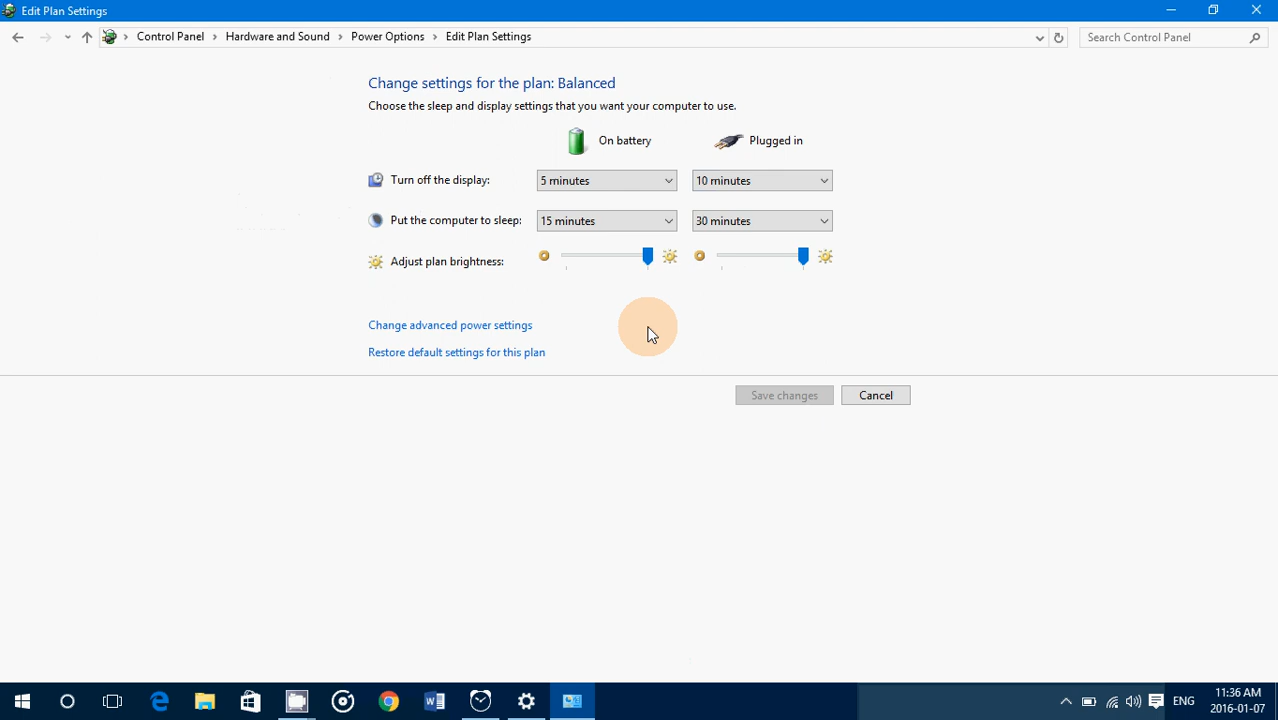 Edit Plan Settings
Control Panel > Hardware and Sound > Power Options > Edit Plan Settings
Search Control Panel
Change settings for the plan: Balanced
Choose the sleep and display settings that you want your computer to use.
On battery Plugged in
Turn off the display: 5 minutes 10 minutes
Put the computer to sleep: 15 minutes 30 minutes
Adjust plan brightness:
Change advanced power settings
Restore default settings for this plan
Save changes Cancel
ENG
11:36 AM
2016-01-07